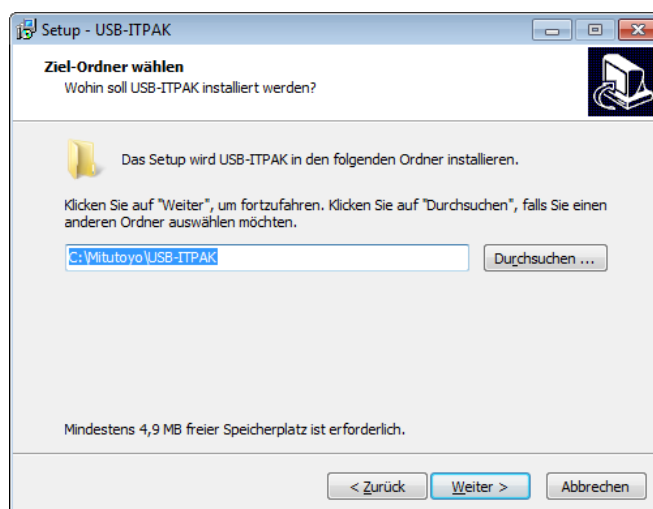 Setup - USB-ITPAK
Ziel-Ordner wählen
Wohin soll USB-ITPAK installiert werden?
Das Setup wird USB-ITPAK in den folgenden Ordner installieren.
Klicken Sie auf "Weiter", um fortzufahren. Klicken Sie auf "Durchsuchen", falls Sie einen
anderen Ordner auswählen möchten.
C:\Mitutoyo\USB-ITPAK
Durchsuchen ...
Mindestens 4,9 MB freier Speicherplatz ist erforderlich.
< Zurück
Weiter >
Abbrechen